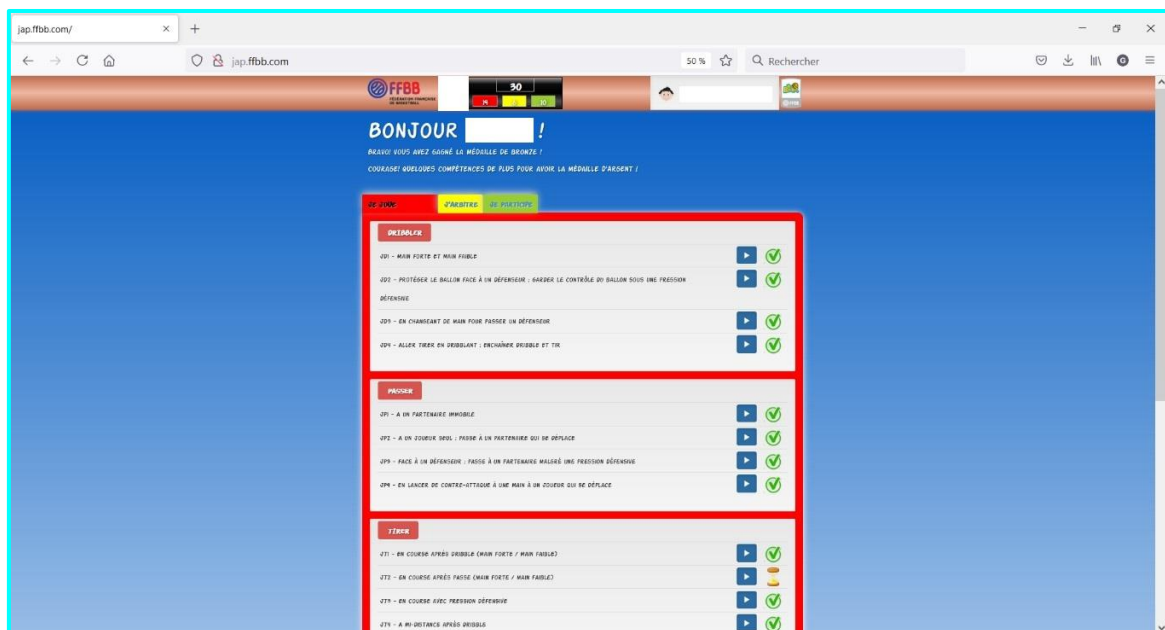 jap.ffbb.com/
jap.ffbb.com
50 %
Rechercher
FFBB
FÉDÉRATION FRANÇAISE
DE BASKETBALL
30
10
BONJOUR !
BRAVO! VOUS AVEZ GAGNÉ LA MÉDAILLE DE BRONZE !
COURAGE! QUELQUES COMPÉTENCES DE PLUS POUR AVOIR LA MÉDAILLE D'ARGENT !
JE JOUE
J'ARBITRE
JE PARTICIPE
DRIBBLER
JD1 - MAIN FORTE ET MAIN FAIBLE
JD2 - PROTÉGER LE BALLON FACE À UN DÉFENSEUR : GARDER LE CONTRÔLE DU BALLON SOUS UNE PRESSION
DÉFENSIVE
JD3 - EN CHANGEANT DE MAIN POUR PASSER UN DÉFENSEUR
JD4 - ALLER TIRER EN DRIBBLANT : ENCHAÎNER DRIBBLE ET TIR
PASSER
JP1 - A UN PARTENAIRE IMMOBILE
JP2 - A UN JOUEUR SEUL : PASSE À UN PARTENAIRE QUI SE DÉPLACE
JP3 - FACE À UN DÉFENSEUR : PASSE À UN PARTENAIRE MALGRÉ UNE PRESSION DÉFENSIVE
JP4 - EN LANCER DE CONTRE-ATTAQUE À UNE MAIN À UN JOUEUR QUI SE DÉPLACE
TIRER
JT1 - EN COURSE APRÈS DRIBBLE (MAIN FORTE / MAIN FAIBLE)
JT2 - EN COURSE APRÈS PASSE (MAIN FORTE / MAIN FAIBLE)
JT3 - EN COURSE AVEC PRESSION DÉFENSIVE
JT4 - A MI-DISTANCE APRÈS DRIBBLE